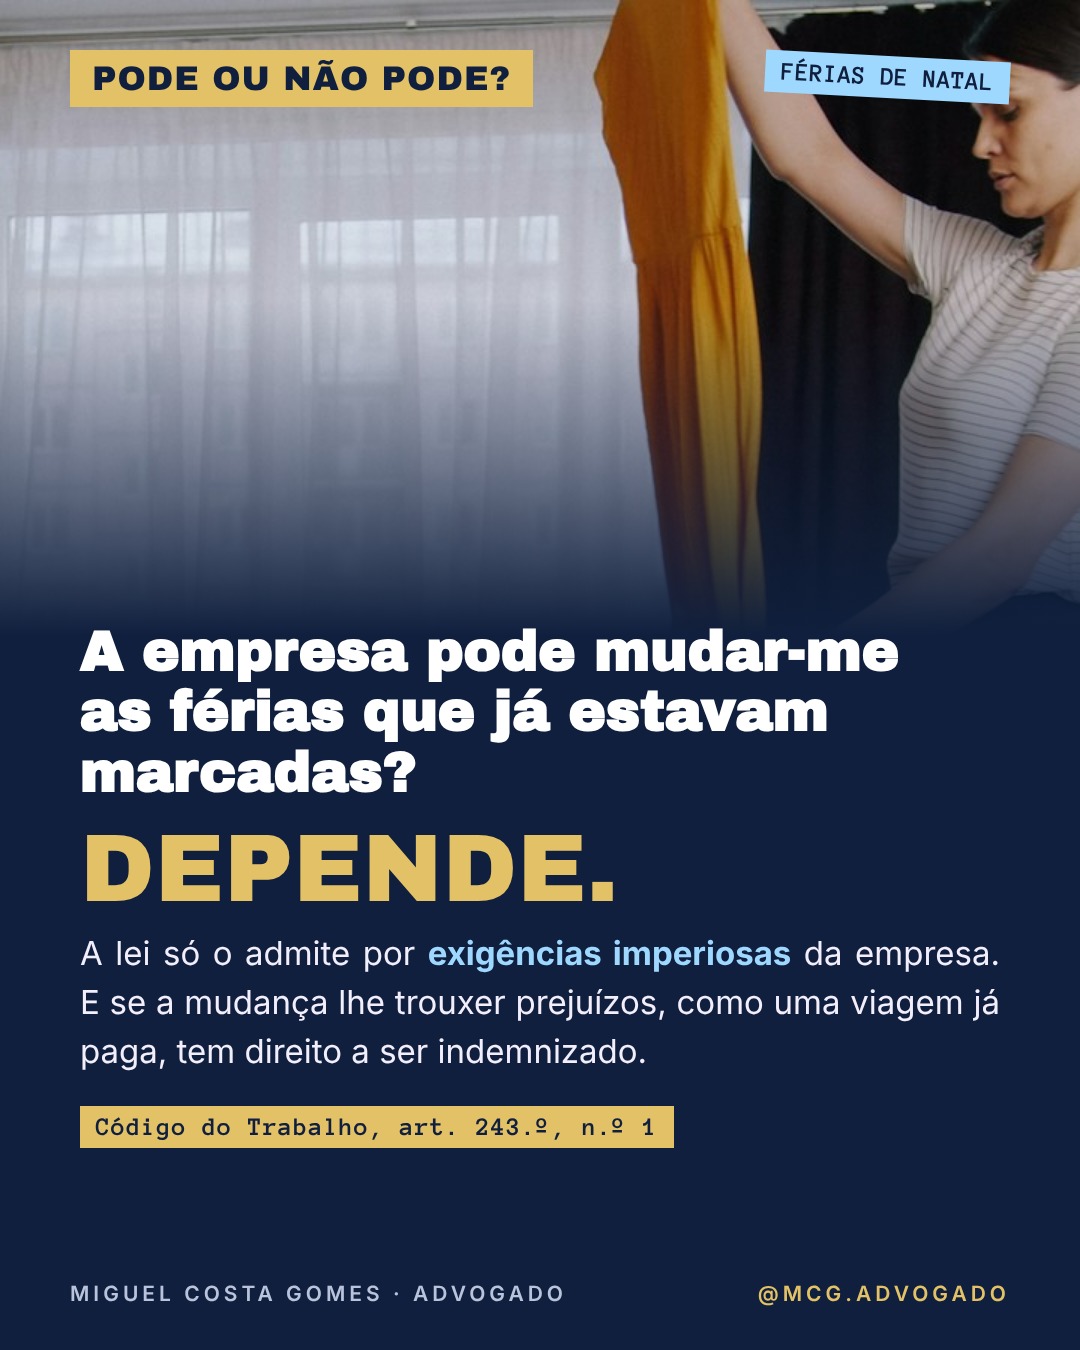 PODE OU NÃO PODE?
FÉRIAS DE NATAL
A empresa pode mudar-me
as férias que já estavam
marcadas?
DEPENDE.
A lei só o admite por exigências imperiosas da empresa.
E se a mudança lhe trouxer prejuízos, como uma viagem já
paga, tem direito a ser indemnizado.
Código do Trabalho, art. 243.º, n.º 1
MIGUEL COSTA GOMES · ADVOGADO
@MCG.ADVOGADO